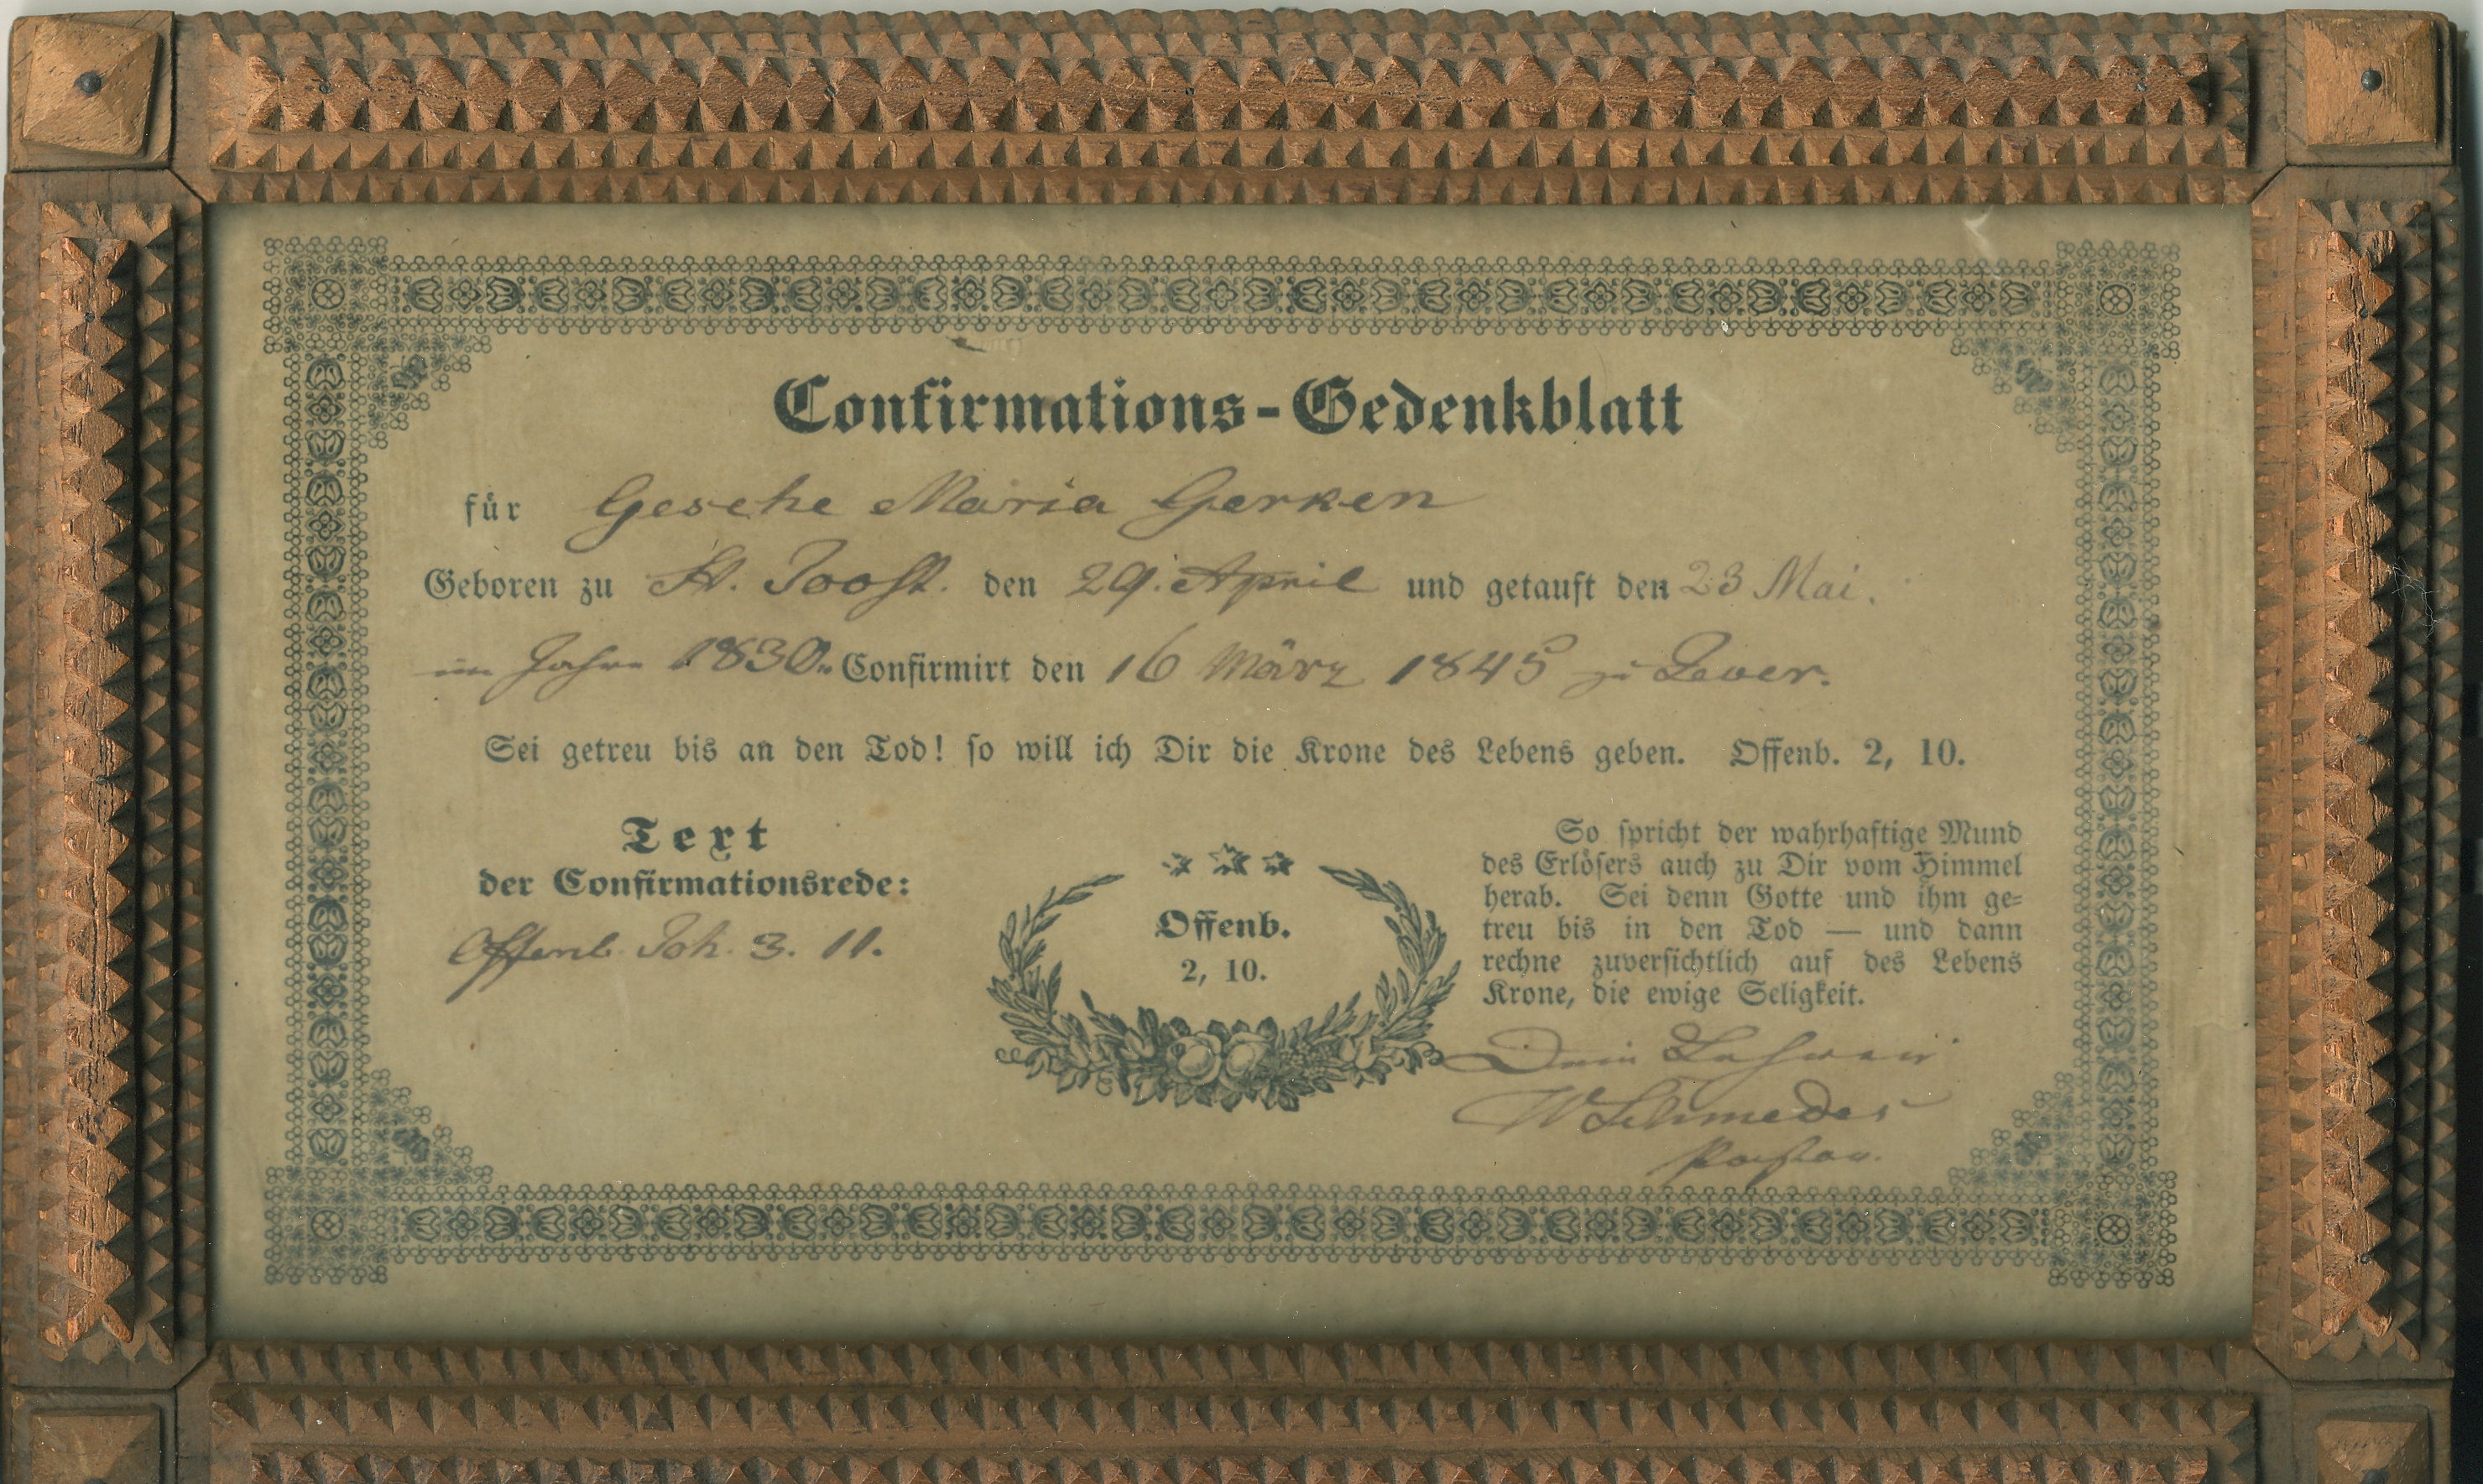 Confirmations-Gedenkblatt
für Gesche Maria Gerken
Geboren zu St. Joost. den 29. April und getauft den 23 Mai.
im Jahre 1830. Confirmirt den 16 März 1845 zu Jever.
Sei getreu bis an den Tod! so will ich Dir die Krone des Lebens geben. Offenb. 2, 10.
Text
der Confirmationsrede:
Offenb. Joh. 3. 11.
Offenb.
2, 10.
So spricht der wahrhaftige Mund
des Erlösers auch zu Dir vom Himmel
herab. Sei denn Gotte und ihm ge=
treu bis in den Tod — und dann
rechne zuversichtlich auf des Lebens
Krone, die ewige Seligkeit.
Dein
W Schmedes
Pastor.